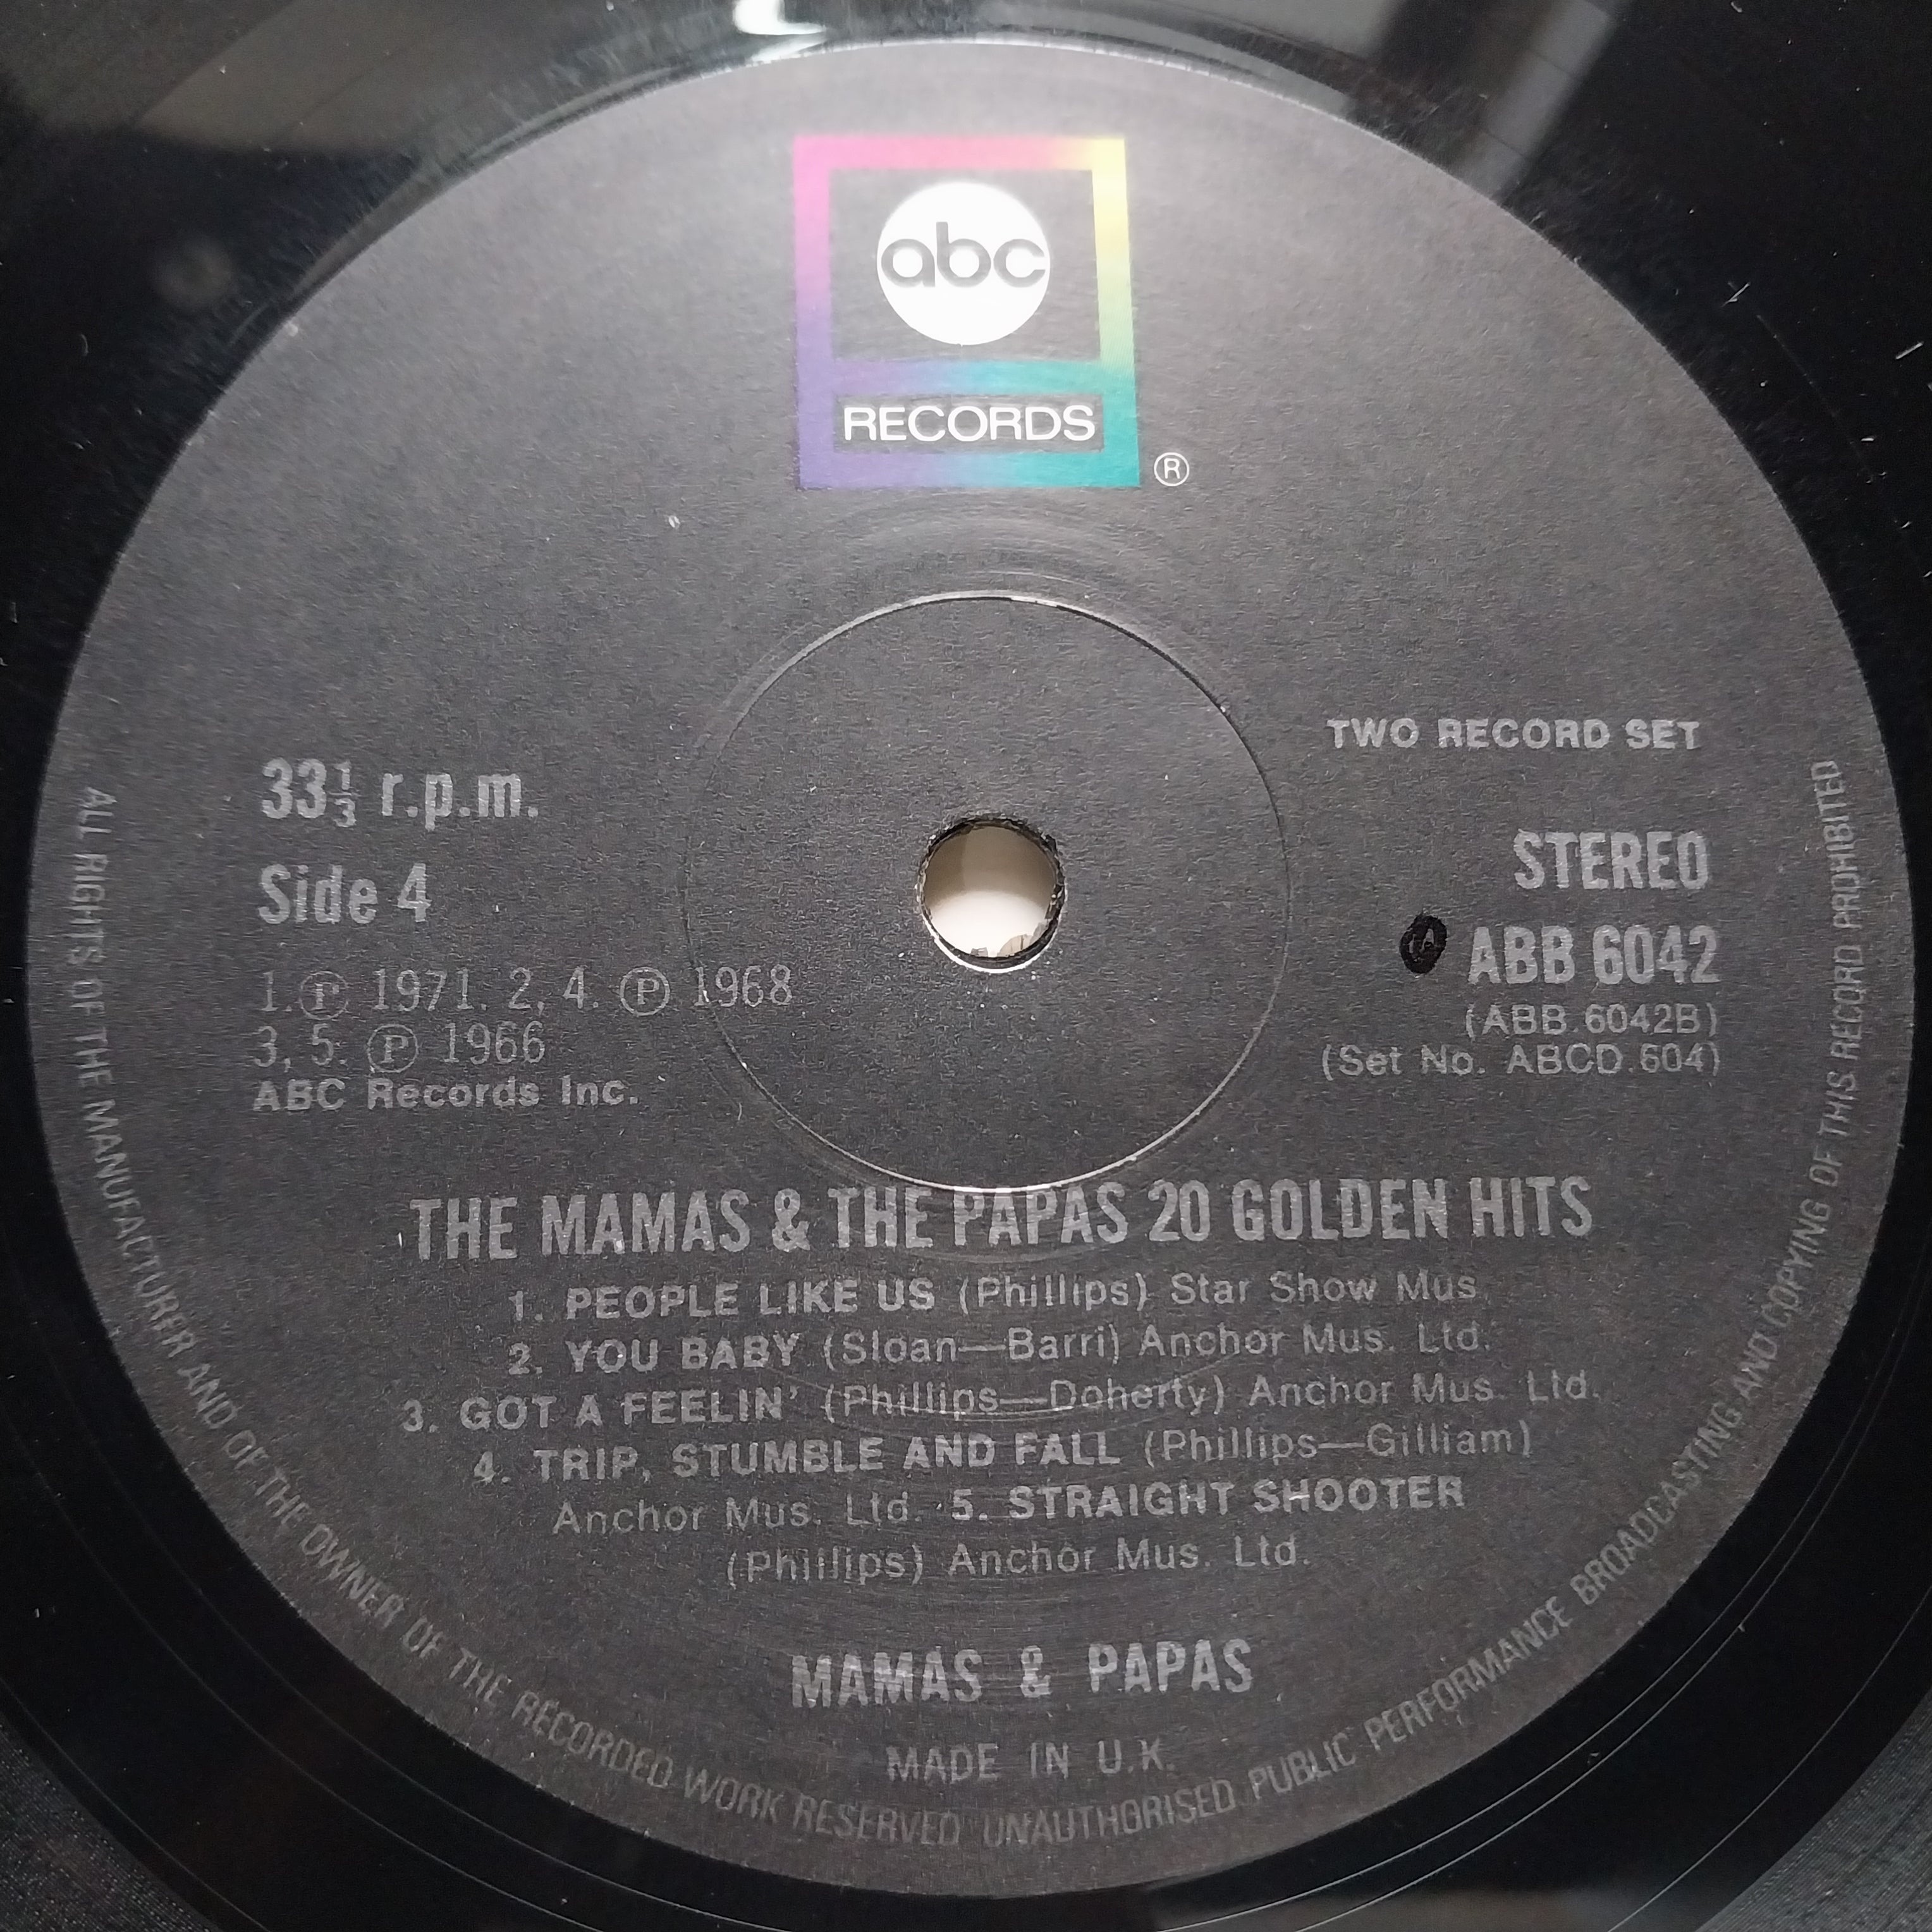 abc
RECORDS
®
TWO RECORD SET
33⅓ r.p.m.
STEREO
Side 4
ABB 6042
(ABB.6042B)
(Set No. ABCD.604)
1.Ⓟ 1971. 2, 4. Ⓟ 1968
3, 5. Ⓟ 1966
ABC Records Inc.
THE MAMAS & THE PAPAS 20 GOLDEN HITS
1. PEOPLE LIKE US (Phillips) Star Show Mus.
2. YOU BABY (Sloan—Barri) Anchor Mus. Ltd.
3. GOT A FEELIN’ (Phillips—Doherty) Anchor Mus. Ltd.
4. TRIP, STUMBLE AND FALL (Phillips—Gilliam)
Anchor Mus. Ltd. 5. STRAIGHT SHOOTER
(Phillips) Anchor Mus. Ltd.
MAMAS & PAPAS
MADE IN U.K.
ALL RIGHTS OF THE MANUFACTURER AND OF THE OWNER OF THE RECORDED WORK RESERVED UNAUTHORISED PUBLIC PERFORMANCE BROADCASTING AND COPYING OF THIS RECORD PROHIBITED